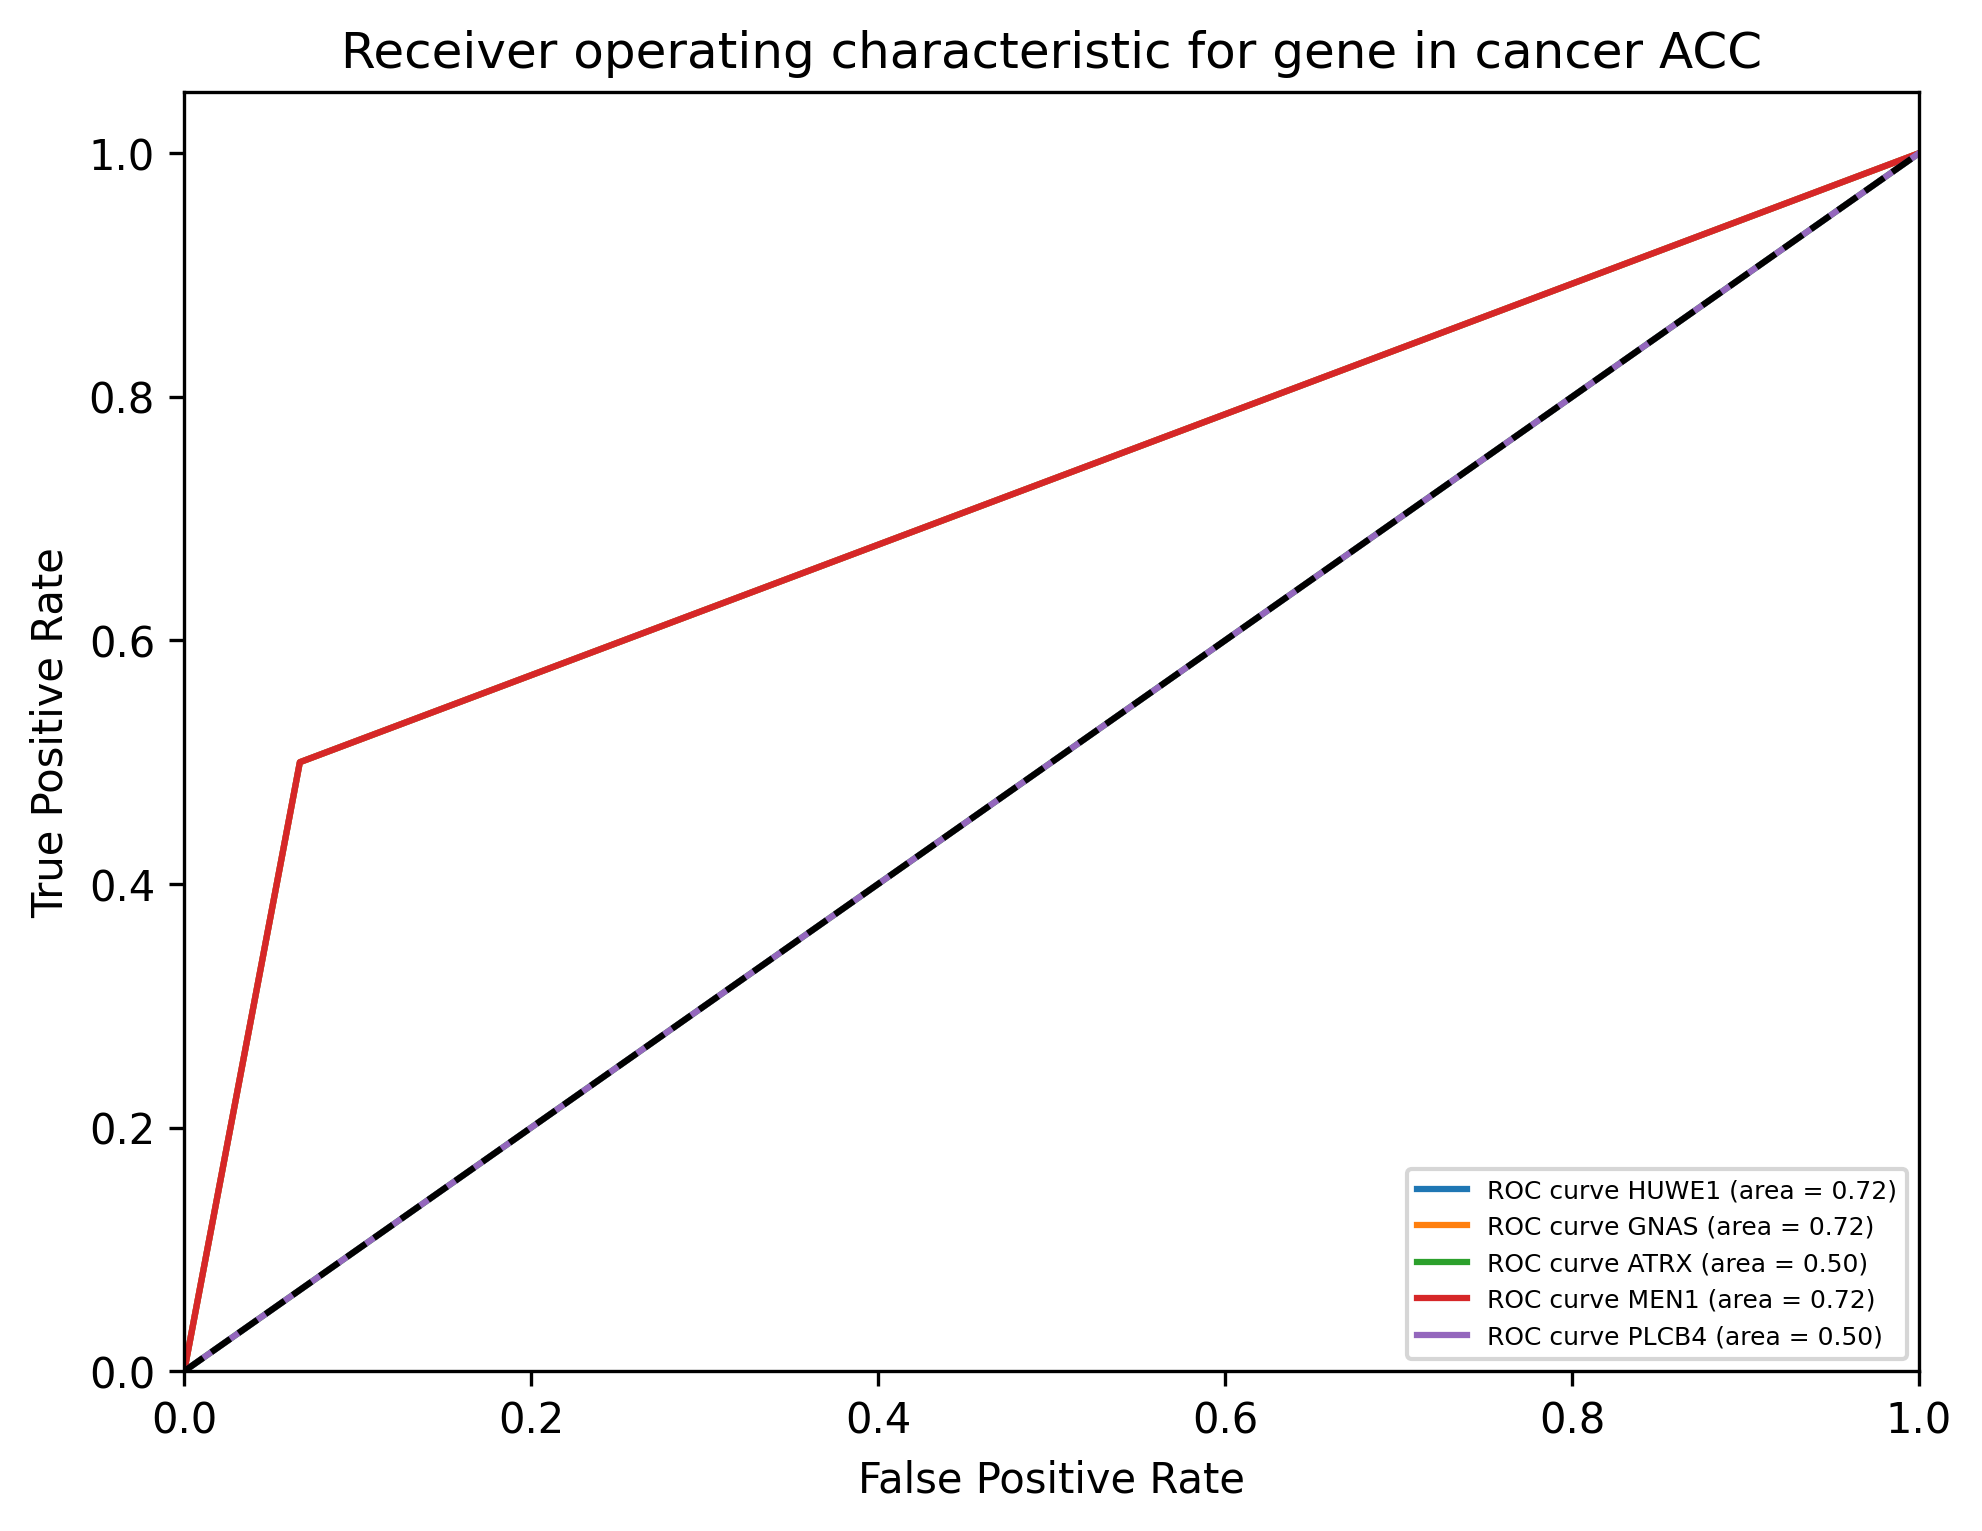 Receiver operating characteristic for gene in cancer ACC
True Positive Rate
1.0
0.8
0.6
0.4
0.2
0.0
ROC curve HUWE1 (area = 0.72)
ROC curve GNAS (area = 0.72)
ROC curve ATRX (area = 0.50)
ROC curve MEN1 (area = 0.72)
ROC curve PLCB4 (area = 0.50)
0.0 0.2 0.4 0.6 0.8 1.0
False Positive Rate